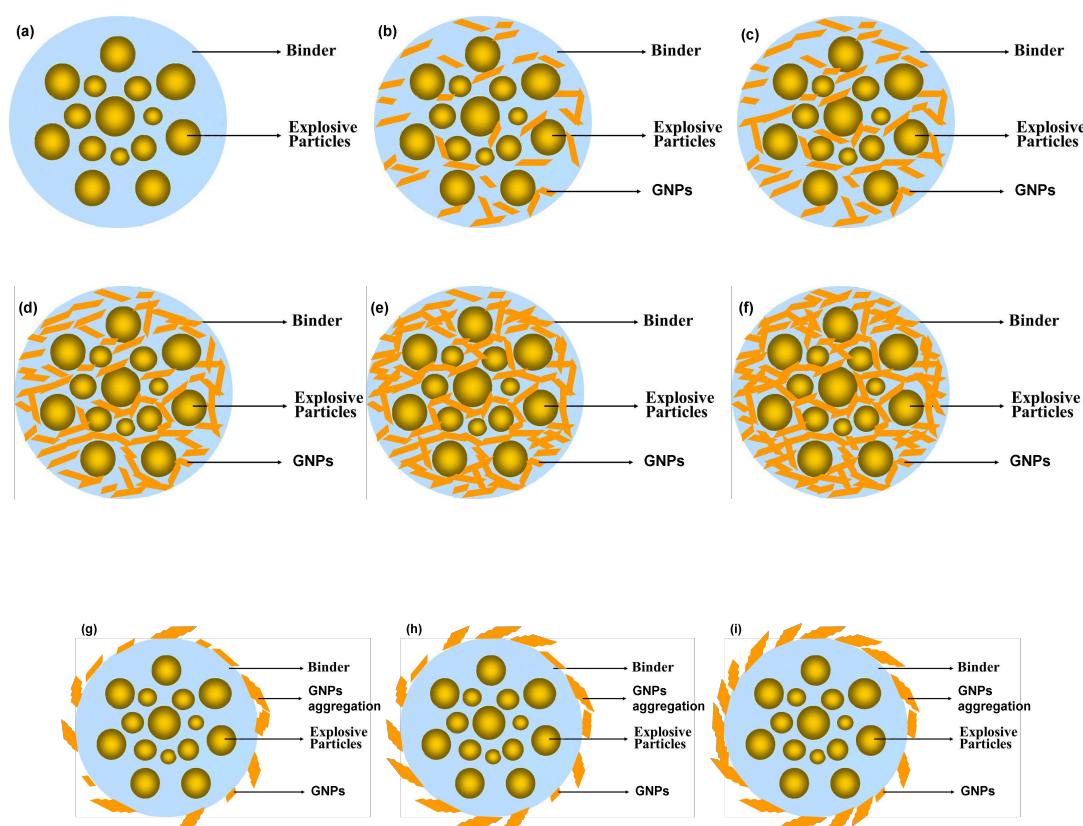 (a)
Binder
Explosive
Particles
(b)
Binder
Explosive
Particles
GNPs
(c)
Binder
Explosive
Particles
GNPs
(d)
Binder
Explosive
Particles
GNPs
(e)
Binder
Explosive
Particles
GNPs
(f)
Binder
Explosive
Particles
GNPs
(g)
Binder
GNPs
aggregation
Explosive
Particles
GNPs
(h)
Binder
GNPs
aggregation
Explosive
Particles
GNPs
(i)
Binder
GNPs
aggregation
Explosive
Particles
GNPs